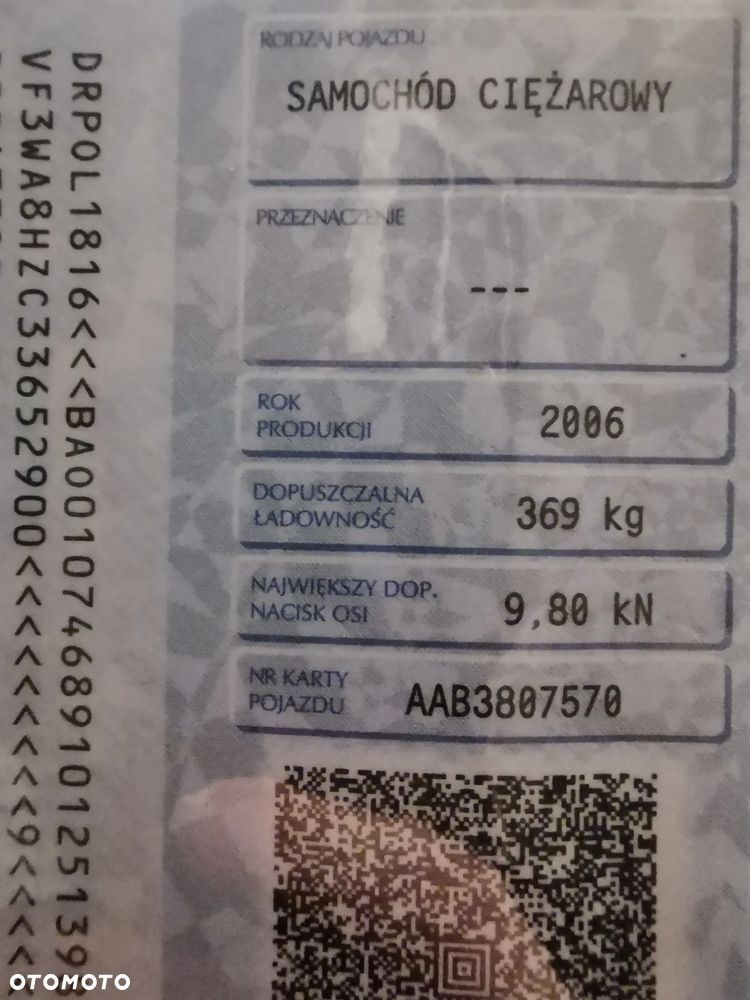 RODZAJ POJAZDU
SAMOCHÓD CIĘŻAROWY
PRZEZNACZENIE
---
ROK
PRODUKCJI
2006
DOPUSZCZALNA
ŁADOWNOŚĆ
369 kg
NAJWIĘKSZY DOP.
NACISK OSI
9,80 kN
NR KARTY
POJAZDU
AAB3807570
DRPOL1816<<<BA00107468910125139
VF3WA8HZC33652900<<<<<<<<<9<<<<
OTOMOTO